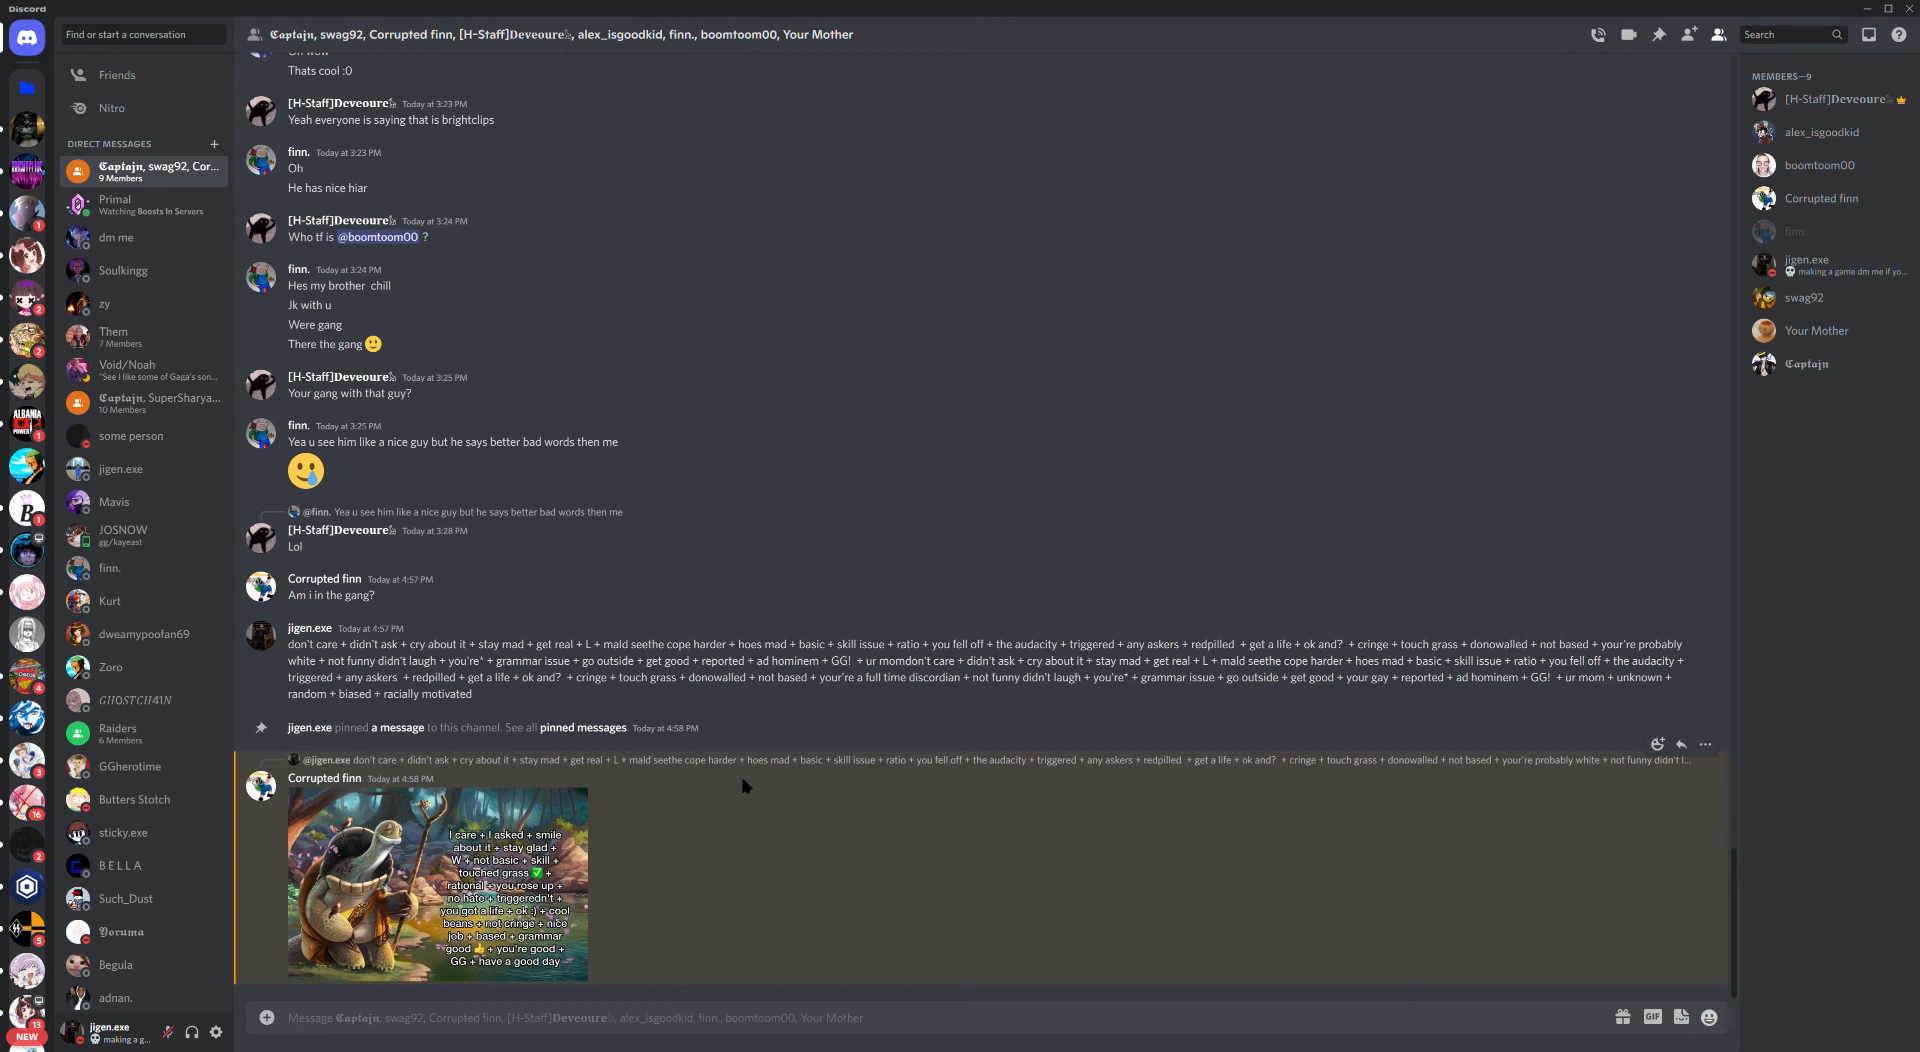 Discord
Find or start a conversation
Friends
Nitro
DIRECT MESSAGES
𝕮𝖆𝖕𝖙𝖆𝖎𝖓, swag92, Cor...
9 Members
Primal
Watching Boosts In Servers
dm me
Soulkingg
zy
Them
7 Members
Void/Noah
"See I like some of Gaga's son...
𝕮𝖆𝖕𝖙𝖆𝖎𝖓, SuperSharya...
10 Members
some person
jigen.exe
Mavis
JOSNOW
gg/kayeast
finn.
Kurt
dweamypoofan69
Zoro
GHOSTCH41N
Raiders
6 Members
GGherotime
Butters Stotch
sticky.exe
B E L L A
Such_Dust
𝖄𝖔𝖗𝖚𝖒𝖆
Begula
adnan.
jigen.exe
making a g...
1
2
2
ALBANIA
POWER
1
B
1
4
3
16
2
5
13
NEW
𝕮𝖆𝖕𝖙𝖆𝖎𝖓, swag92, Corrupted finn, [H-Staff]𝐃𝐞𝐯𝐞𝐨𝐮𝐫𝐞, alex_isgoodkid, finn., boomtoom00, Your Mother
Search
Oh wow
Thats cool :0
[H-Staff]𝐃𝐞𝐯𝐞𝐨𝐮𝐫𝐞 Today at 3:23 PM
Yeah everyone is saying that is brightclips
finn. Today at 3:23 PM
Oh
He has nice hiar
[H-Staff]𝐃𝐞𝐯𝐞𝐨𝐮𝐫𝐞 Today at 3:24 PM
Who tf is @boomtoom00 ?
finn. Today at 3:24 PM
Hes my brother chill
Jk with u
Were gang
There the gang 🙂
[H-Staff]𝐃𝐞𝐯𝐞𝐨𝐮𝐫𝐞 Today at 3:25 PM
Your gang with that guy?
finn. Today at 3:25 PM
Yea u see him like a nice guy but he says better bad words then me
@finn. Yea u see him like a nice guy but he says better bad words then me
[H-Staff]𝐃𝐞𝐯𝐞𝐨𝐮𝐫𝐞 Today at 3:28 PM
Lol
Corrupted finn Today at 4:57 PM
Am i in the gang?
jigen.exe Today at 4:57 PM
don't care + didn't ask + cry about it + stay mad + get real + L + mald seethe cope harder + hoes mad + basic + skill issue + ratio + you fell off + the audacity + triggered + any askers + redpilled + get a life + ok and? + cringe + touch grass + donowalled + not based + your're probably
white + not funny didn't laugh + you're* + grammar issue + go outside + get good + reported + ad hominem + GG! + ur momdon't care + didn't ask + cry about it + stay mad + get real + L + mald seethe cope harder + hoes mad + basic + skill issue + ratio + you fell off + the audacity +
triggered + any askers + redpilled + get a life + ok and? + cringe + touch grass + donowalled + not based + your're a full time discordian + not funny didn't laugh + you're* + grammar issue + go outside + get good + your gay + reported + ad hominem + GG! + ur mom + unknown +
random + biased + racially motivated
jigen.exe pinned a message to this channel. See all pinned messages. Today at 4:58 PM
@jigen.exe don't care + didn't ask + cry about it + stay mad + get real + L + mald seethe cope harder + hoes mad + basic + skill issue + ratio + you fell off + the audacity + triggered + any askers + redpilled + get a life + ok and? + cringe + touch grass + donowalled + not based + your're probably white + not funny didn't l...
Corrupted finn Today at 4:58 PM
I care + I asked + smile
about it + stay glad +
W + not basic + skill +
touched grass ✅ +
rational + you rose up +
no hate + triggeredn't +
you got a life + ok :) + cool
beans + not cringe + nice
job + based + grammar
good 👍 + you're good +
GG + have a good day
Message 𝕮𝖆𝖕𝖙𝖆𝖎𝖓, swag92, Corrupted finn, [H-Staff]𝐃𝐞𝐯𝐞𝐨𝐮𝐫𝐞, alex_isgoodkid, finn., boomtoom00, Your Mother
GIF
MEMBERS—9
[H-Staff]𝐃𝐞𝐯𝐞𝐨𝐮𝐫𝐞
alex_isgoodkid
boomtoom00
Corrupted finn
finn.
jigen.exe
making a game dm me if yo...
swag92
Your Mother
𝕮𝖆𝖕𝖙𝖆𝖎𝖓